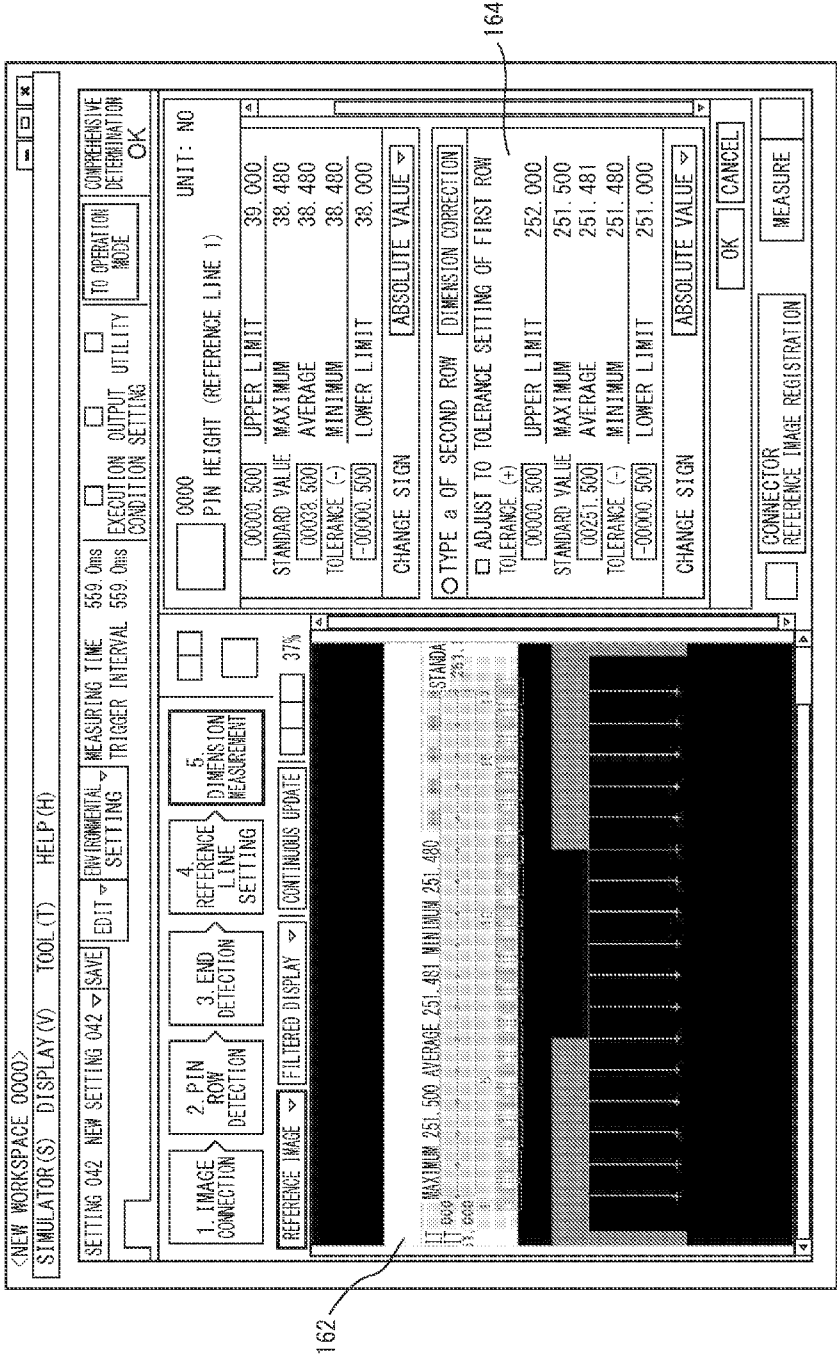 <NEW WORKSPACE 0000>
SIMULATOR(S) DISPLAY(V) TOOL(T) HELP(H)
SETTING 042 NEW SETTING 042 SAVE
EDIT
ENVIRONMENTAL
SETTING
MEASURING TIME 559.0ms
TRIGGER INTERVAL 559.0ms
EXECUTION
CONDITION
OUTPUT
SETTING
UTILITY
TO OPERATION
MODE
COMPREHENSIVE
DETERMINATION
OK
1. IMAGE
CONNECTION
2. PIN
ROW
DETECTION
3. END
DETECTION
4.
REFERENCE
LINE
SETTING
5.
DIMENSION
MEASUREMENT
REFERENCE IMAGE
FILTERED DISPLAY
CONTINUOUS UPDATE
37%
162
MAXIMUM 251.500 AVERAGE 251.481 MINIMUM 251.480
STANDA
0000
PIN HEIGHT (REFERENCE LINE 1)
UNIT: NO
00000.500 UPPER LIMIT 39.000
STANDARD VALUE MAXIMUM 38.480
00038.500 AVERAGE 38.480
TOLERANCE (-) MINIMUM 38.480
-00000.500 LOWER LIMIT 38.000
CHANGE SIGN ABSOLUTE VALUE
TYPE a OF SECOND ROW DIMENSION CORRECTION
ADJUST TO TOLERANCE SETTING OF FIRST ROW
TOLERANCE (+)
00000.500 UPPER LIMIT 252.000
STANDARD VALUE MAXIMUM 251.500
00251.500 AVERAGE 251.481
TOLERANCE (-) MINIMUM 251.480
-00000.500 LOWER LIMIT 251.000
CHANGE SIGN ABSOLUTE VALUE
164
OK CANCEL
CONNECTOR
REFERENCE IMAGE REGISTRATION
MEASURE